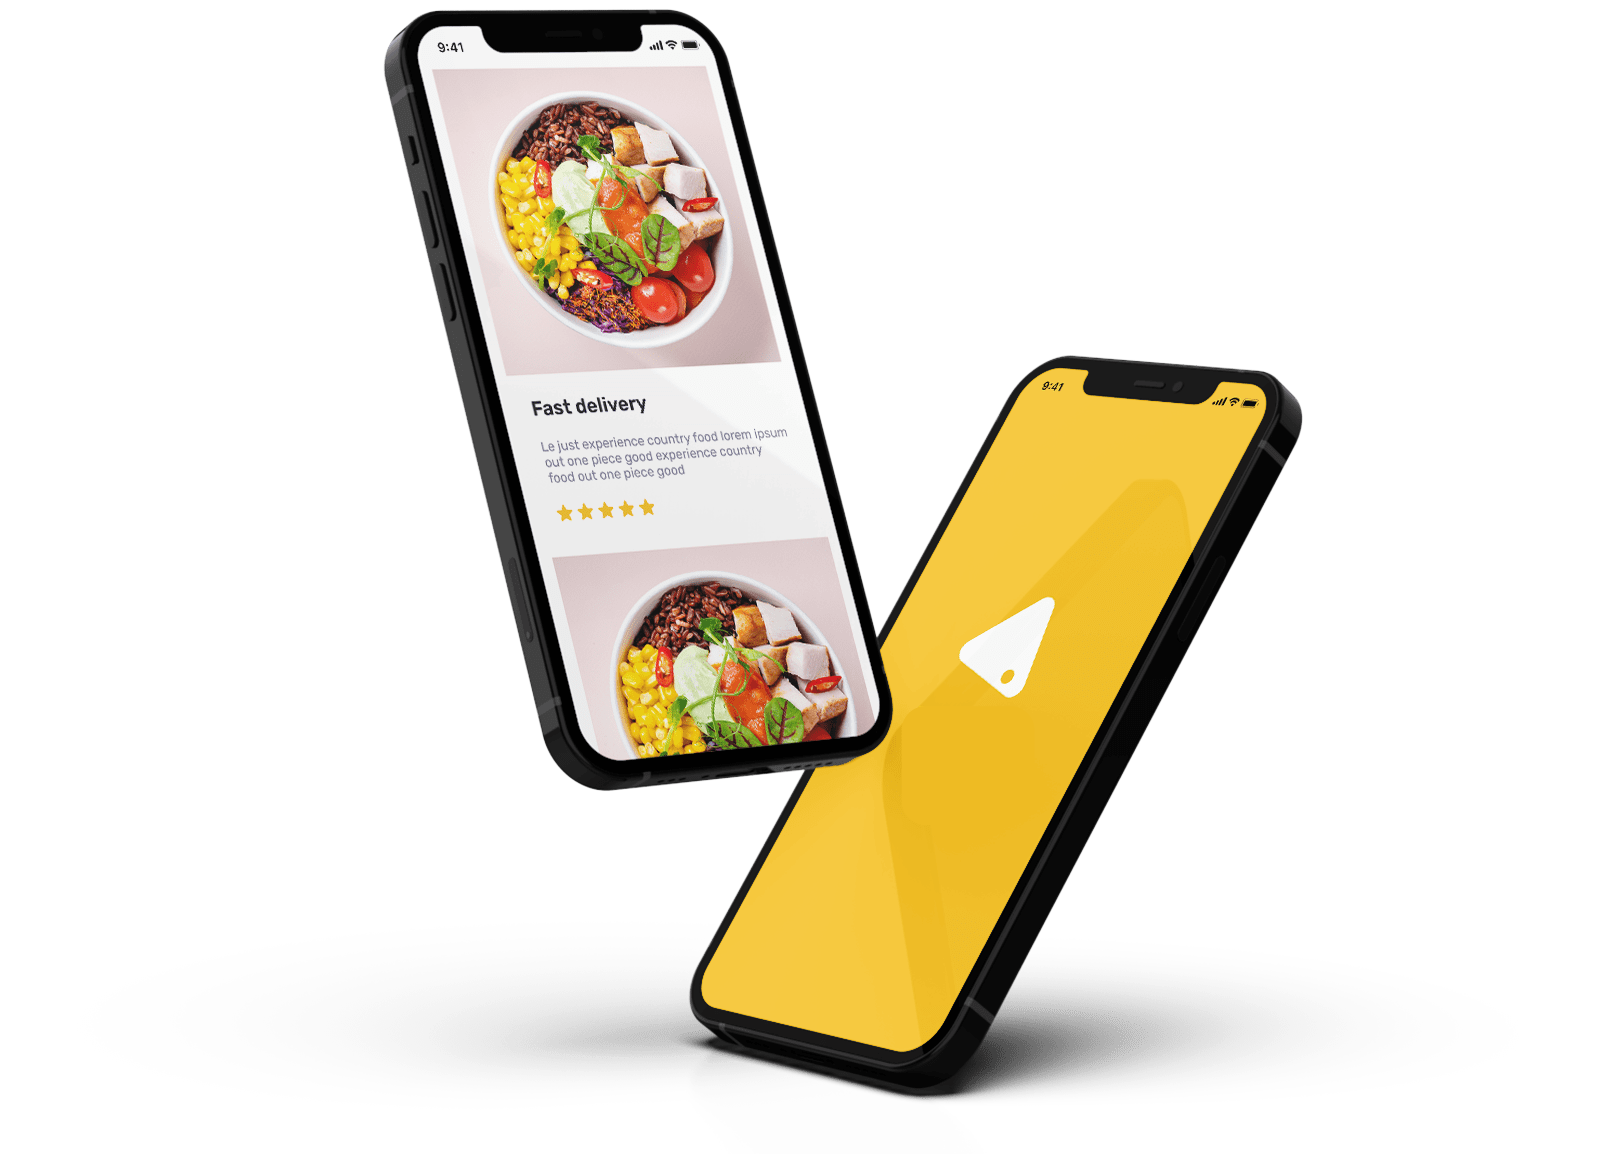 9:41
Fast delivery
Le just experience country food lorem ipsum
out one piece good experience country
food out one piece good
9:41